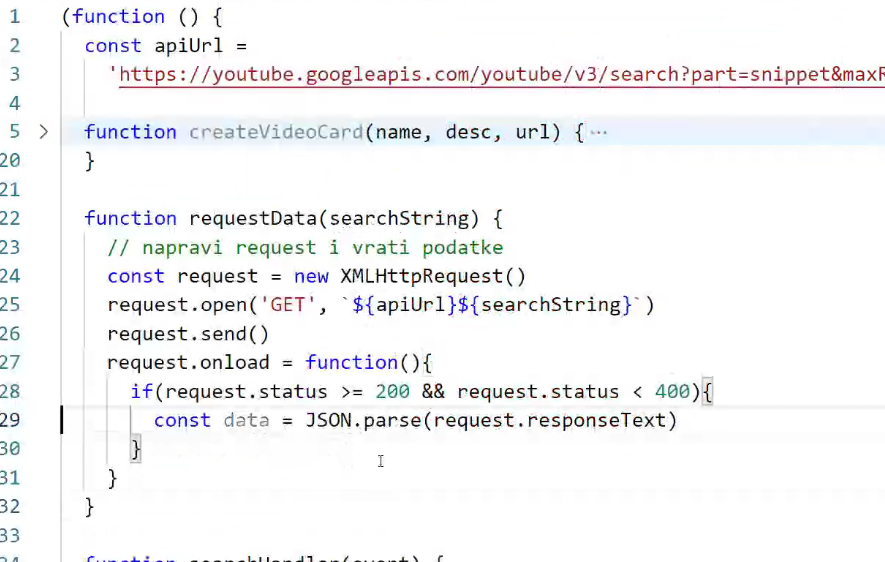 1 (function () {
2 const apiUrl =
3 'https://youtube.googleapis.com/youtube/v3/search?part=snippet&maxR
4
5 > function createVideoCard(name, desc, url) { ···
20 }
21
22 function requestData(searchString) {
23 // napravi request i vrati podatke
24 const request = new XMLHttpRequest()
25 request.open('GET', `${apiUrl}${searchString}`)
26 request.send()
27 request.onload = function(){
28 if(request.status >= 200 && request.status < 400){
29 const data = JSON.parse(request.responseText)
30 }
31 }
32 }
33
34 function searchHandler(event) {